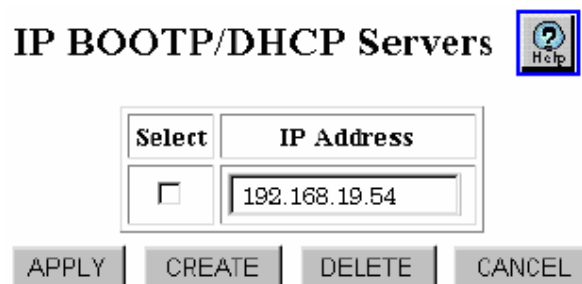 IP BOOTP/DHCP Servers
Help
Select IP Address
192.168.19.54
APPLY CREATE DELETE CANCEL